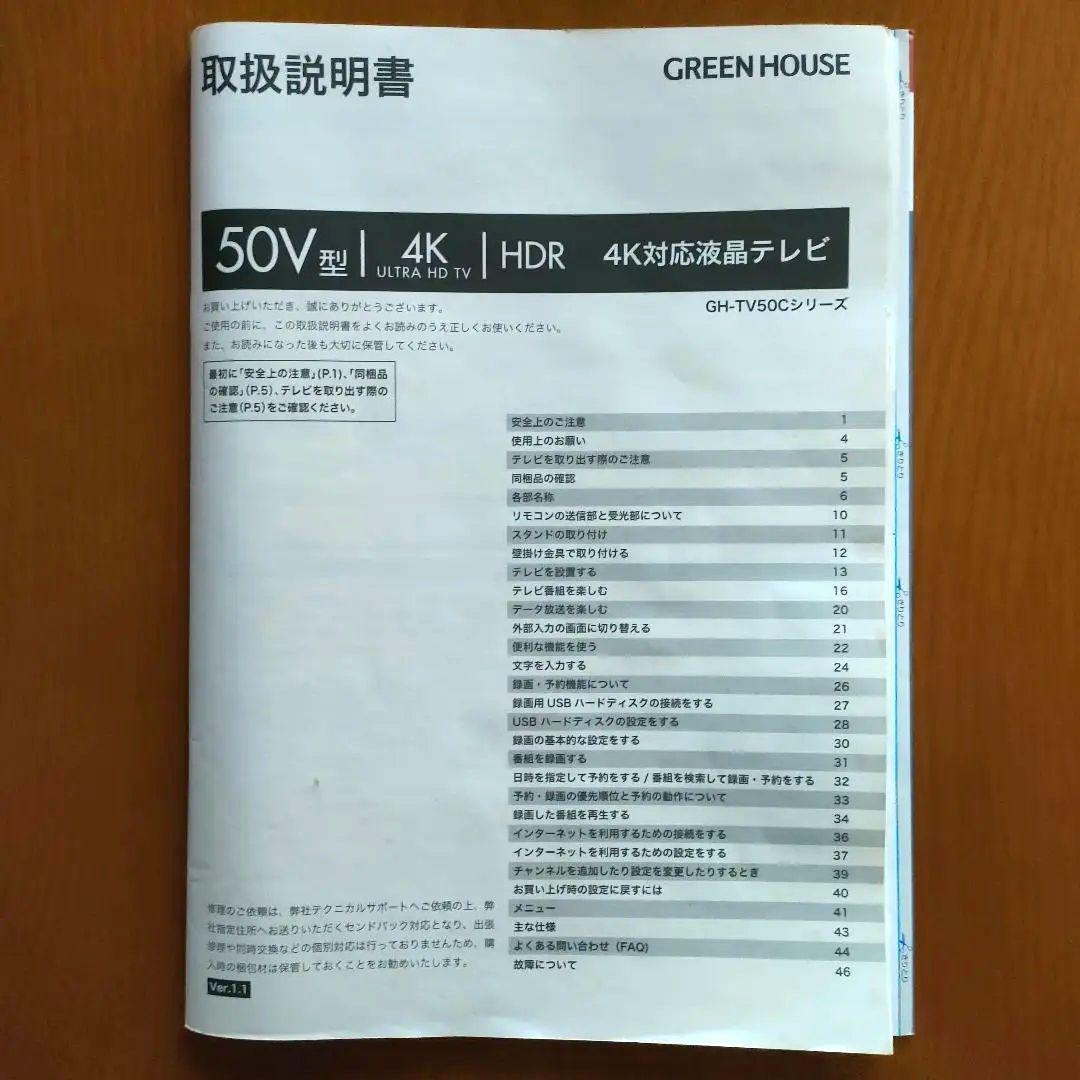 取扱説明書
GREEN HOUSE
50V型 4K ULTRA HD TV HDR 4K対応液晶テレビ
GH-TV50Cシリーズ
お買い上げいただき、誠にありがとうございます。
ご使用の前に、この取扱説明書をよくお読みのうえ正しくお使いください。
また、お読みになった後も大切に保管してください。
最初に「安全上の注意」(P.1)、「同梱品
の確認」(P.5)、テレビを取り出す際の
ご注意(P.5)をご確認ください。
安全上のご注意 1
使用上のお願い 4
テレビを取り出す際のご注意 5
同梱品の確認 5
各部名称 6
リモコンの送信部と受光部について 10
スタンドの取り付け 11
壁掛け金具で取り付ける 12
テレビを設置する 13
テレビ番組を楽しむ 16
データ放送を楽しむ 20
外部入力の画面に切り替える 21
便利な機能を使う 22
文字を入力する 24
録画・予約機能について 26
録画用USBハードディスクの接続をする 27
USBハードディスクの設定をする 28
録画の基本的な設定をする 30
番組を録画する 31
日時を指定して予約をする/番組を検索して録画・予約をする 32
予約・録画の優先順位と予約の動作について 33
録画した番組を再生する 34
インターネットを利用するための接続をする 36
インターネットを利用するための設定をする 37
チャンネルを追加したり設定を変更したりするとき 39
お買い上げ時の設定に戻すには 40
メニュー 41
主な仕様 43
よくある問い合わせ（FAQ） 44
故障について 46
修理のご依頼は、弊社テクニカルサポートへご依頼の上、弊
社指定住所へお送りいただくセンドバック対応となり、出張
修理や同時交換などの個別対応は行っておりませんため、購
入時の梱包材は保管しておくことをお勧めいたします。
Ver.1.1
きりとり
きりとり
きりとり
きりとり